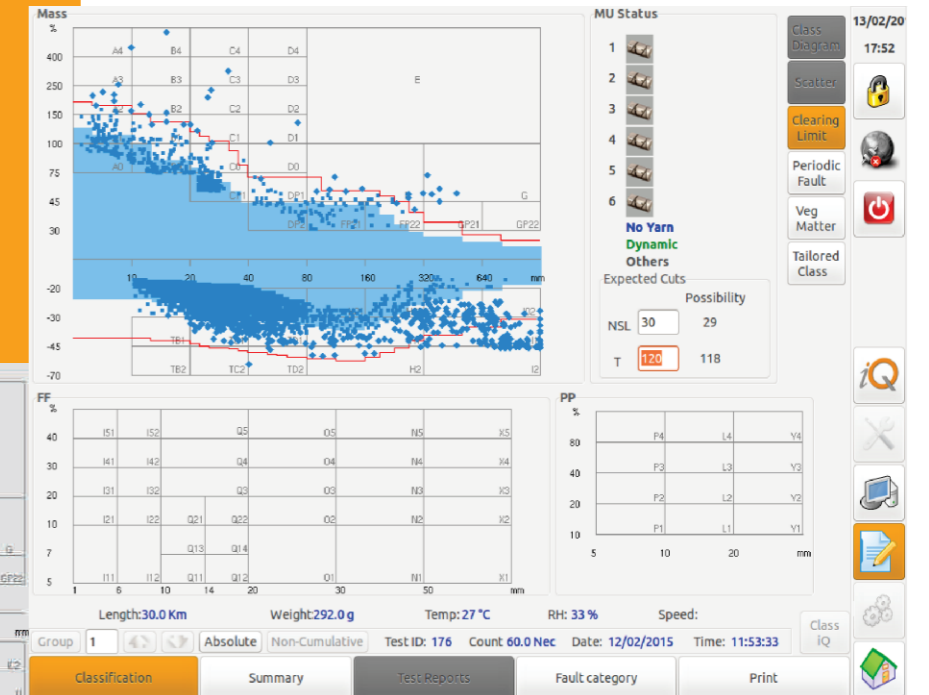 Mass
MU Status
13/02/20
17:52
%
400
250
150
100
75
45
30
-20
-30
-45
-70
A4 B4 C4 D4
A3 B3 C3 D3 E
B2 C2 D2
C1 D1
A0 D0
DP1 G
FP22 GP21 GP22
10 20 40 80 160 320 640 mm
TB1
TB2 TC2 TD2 H2 I2
1
2
3
4
5
6
No Yarn
Dynamic
Others
Expected Cuts
Possibility
NSL 30 29
T 120 118
Class
Diagram
Scatter
Clearing
Limit
Periodic
Fault
Veg
Matter
Tailored
Class
iQ
FF
%
40 I51 I52 Q5 O5 N5 X5
30 I41 I42 Q4 O4 N4 X4
20 I31 I32 Q3 O3 N3 X3
10 I21 I22 Q21 Q22 O2 N2 X2
7 Q13 Q14
5 I11 I12 Q11 Q12 O1 N1 X1
1 6 10 14 20 30 50 mm
PP
%
80 P4 L4 Y4
40 P3 L3 Y3
20 P2 L2 Y2
10 P1 L1 Y1
5 10 20 mm
G
GP22
mm
Length:30.0 Km Weight:292.0 g Temp:27 °C RH: 33 % Speed:
Group 1 Absolute Non-Cumulative Test ID: 176 Count 60.0 Nec Date: 12/02/2015 Time: 11:53:33
Class
iQ
Classification Summary Test Reports Fault category Print